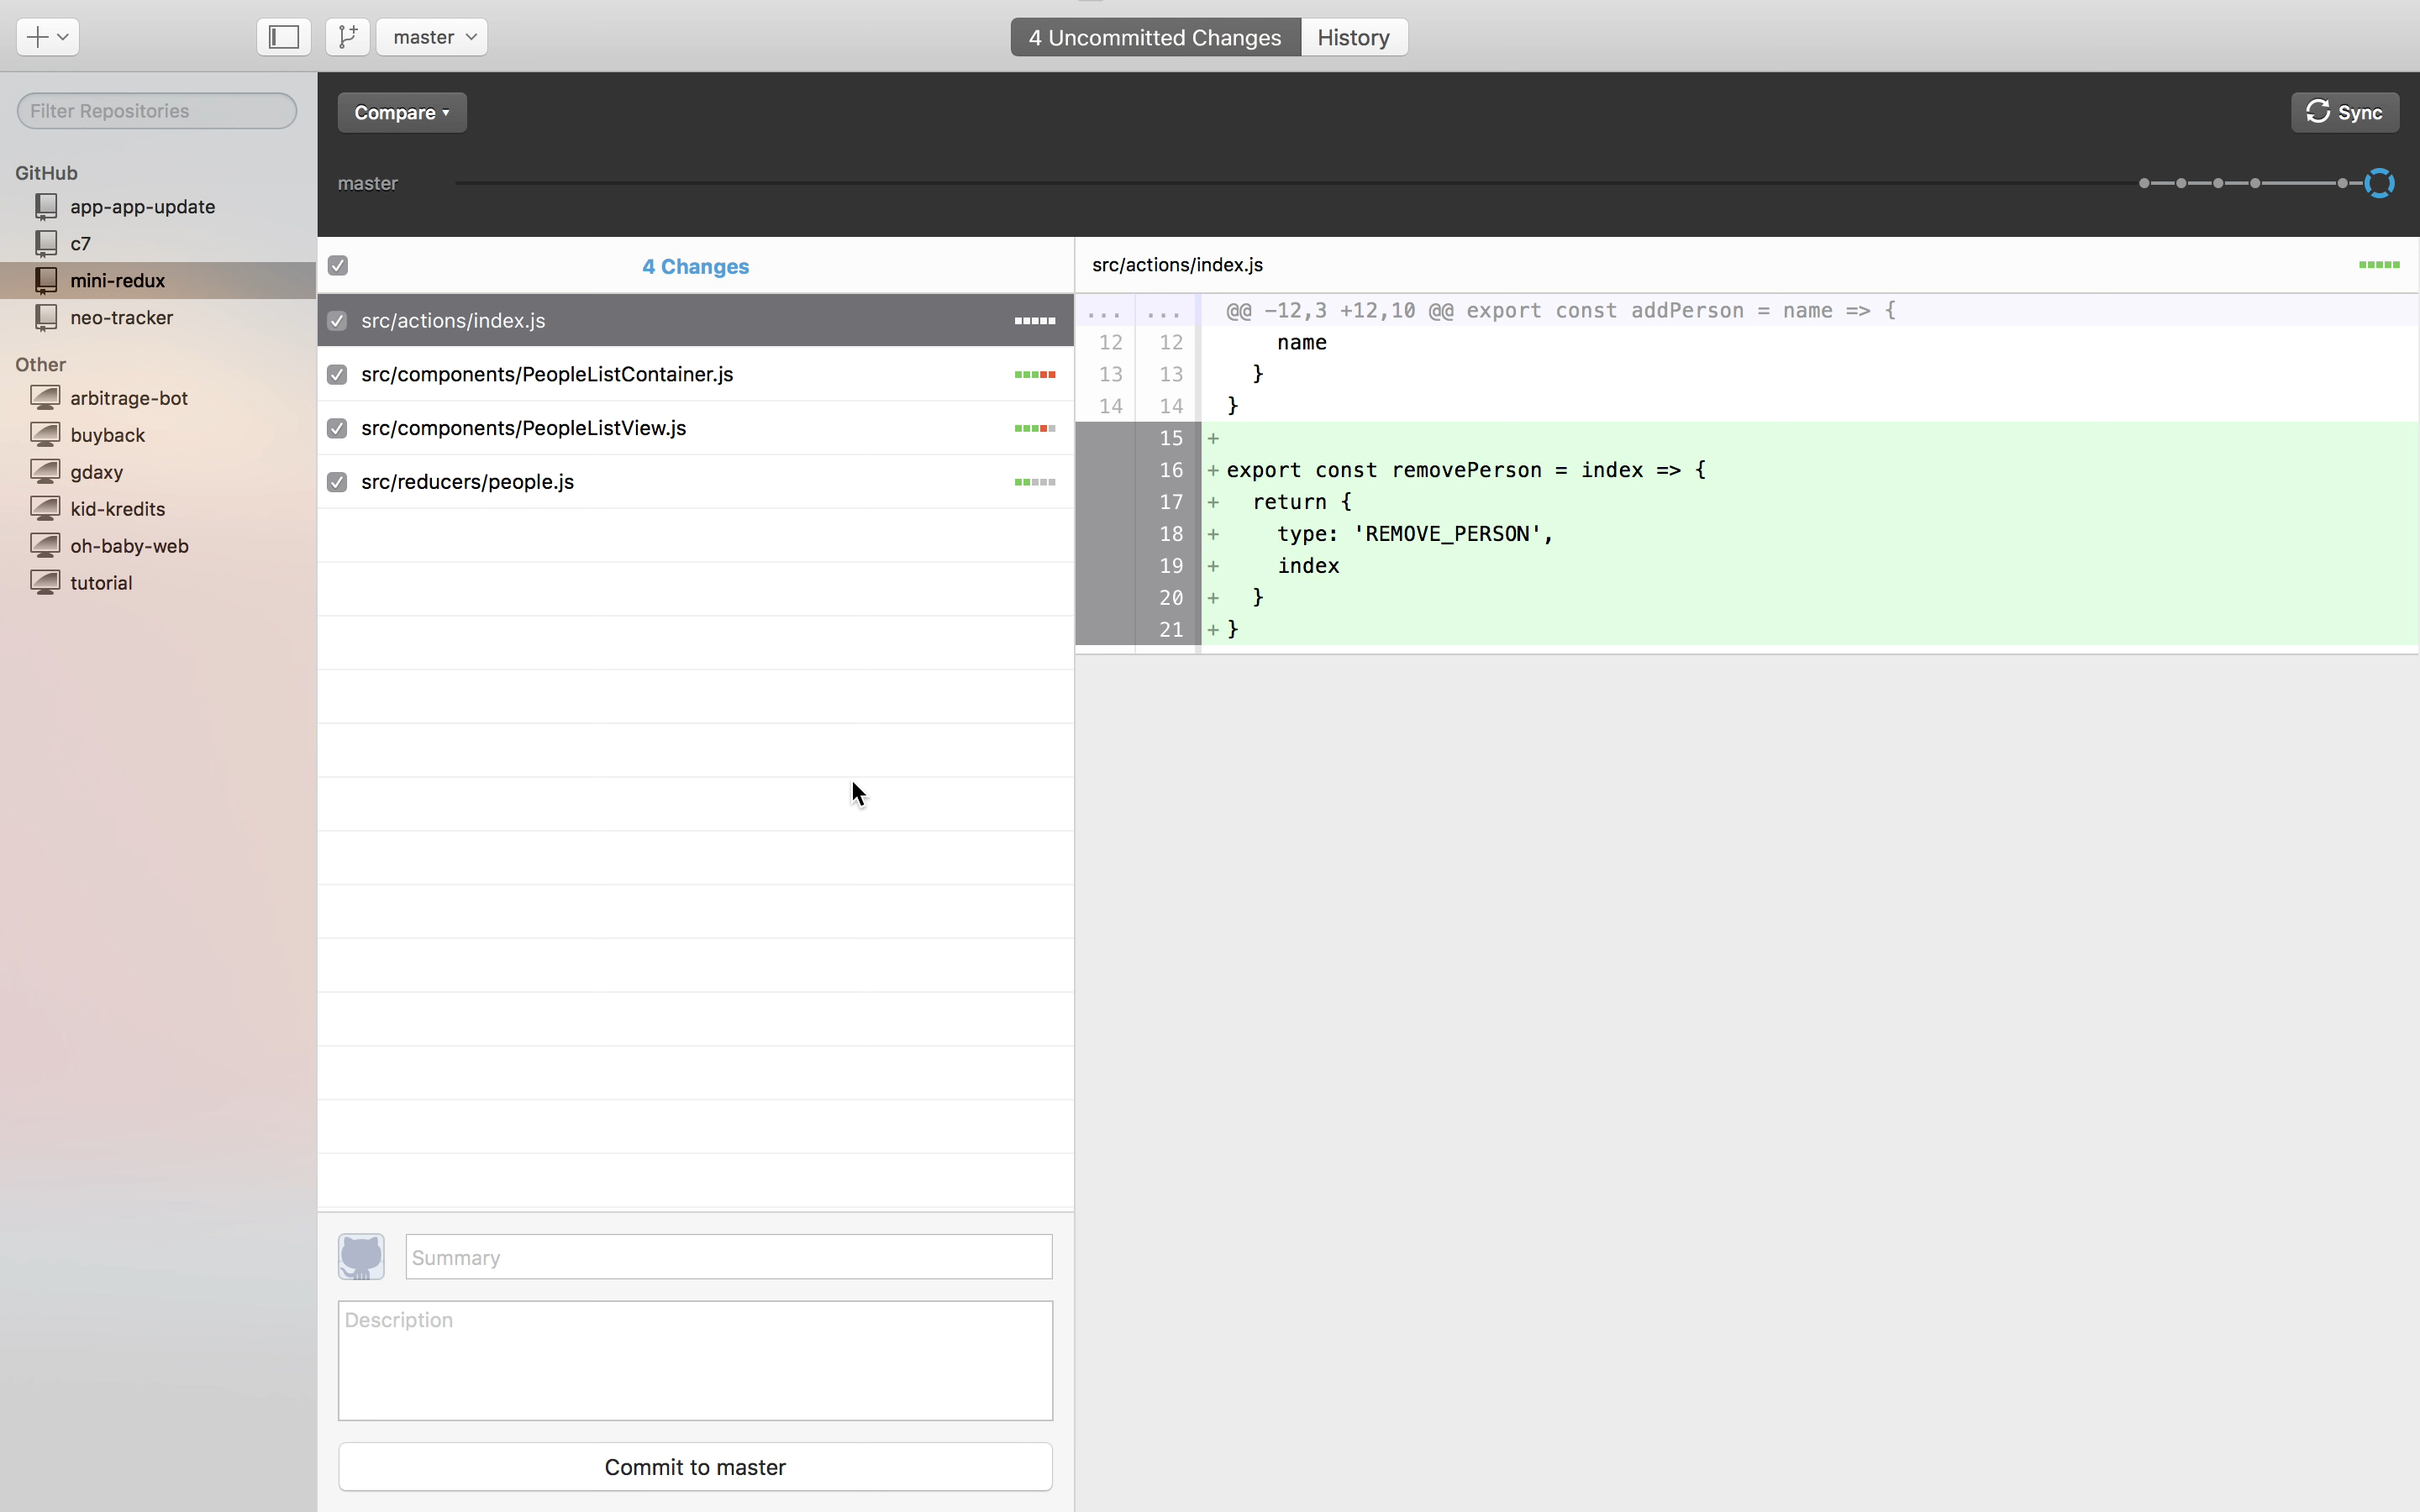 master
4 Uncommitted Changes
History
Filter Repositories
GitHub
app-app-update
c7
mini-redux
neo-tracker
Other
arbitrage-bot
buyback
gdaxy
kid-kredits
oh-baby-web
tutorial
Compare
Sync
master
4 Changes
src/actions/index.js
src/components/PeopleListContainer.js
src/components/PeopleListView.js
src/reducers/people.js
Summary
Description
Commit to master
src/actions/index.js
... ... @@ -12,3 +12,10 @@ export const addPerson = name => {
12 12 name
13 13 }
14 14 }
15 +
16 +export const removePerson = index => {
17 + return {
18 + type: 'REMOVE_PERSON',
19 + index
20 + }
21 +}